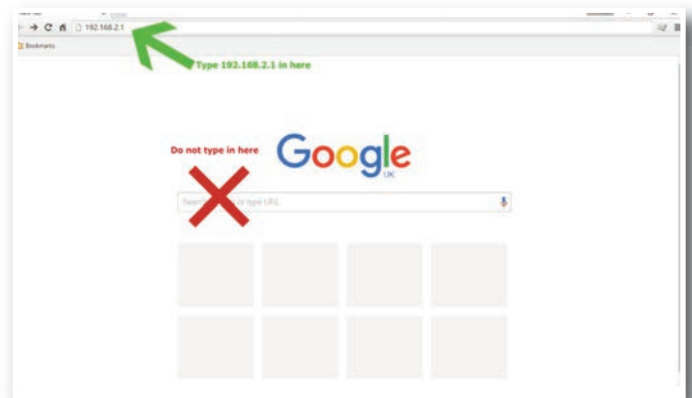 192.168.2.1
Bookmarks
Type 192.168.2.1 in here
Do not type in here
Google
UK
or type URL